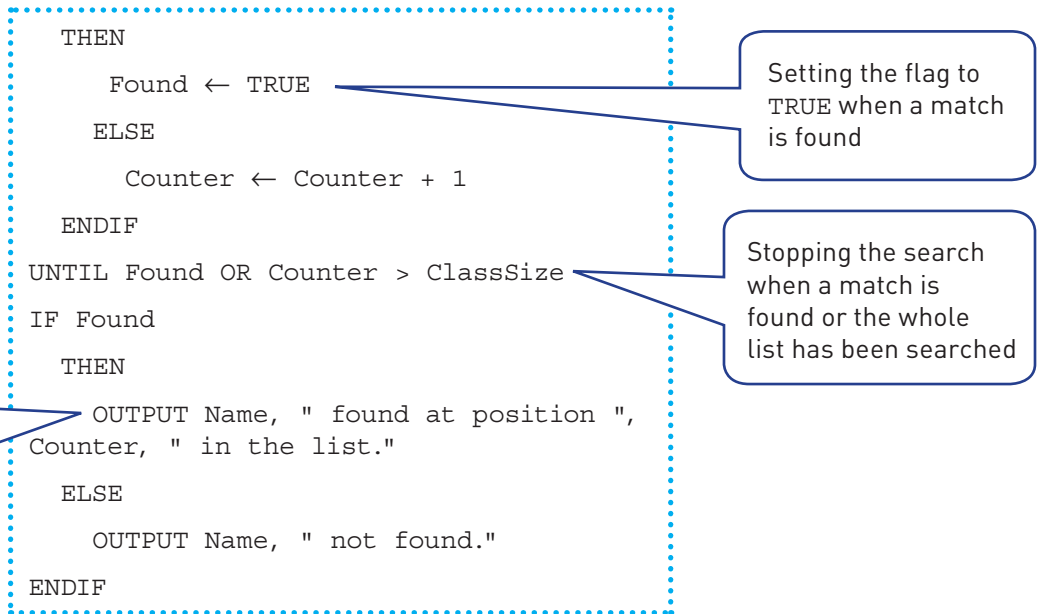 THEN
Found ← TRUE
ELSE
Counter ← Counter + 1
ENDIF
UNTIL Found OR Counter > ClassSize
IF Found
THEN
OUTPUT Name, " found at position ",
Counter, " in the list."
ELSE
OUTPUT Name, " not found."
ENDIF
Setting the flag to
TRUE when a match
is found
Stopping the search
when a match is
found or the whole
list has been searched